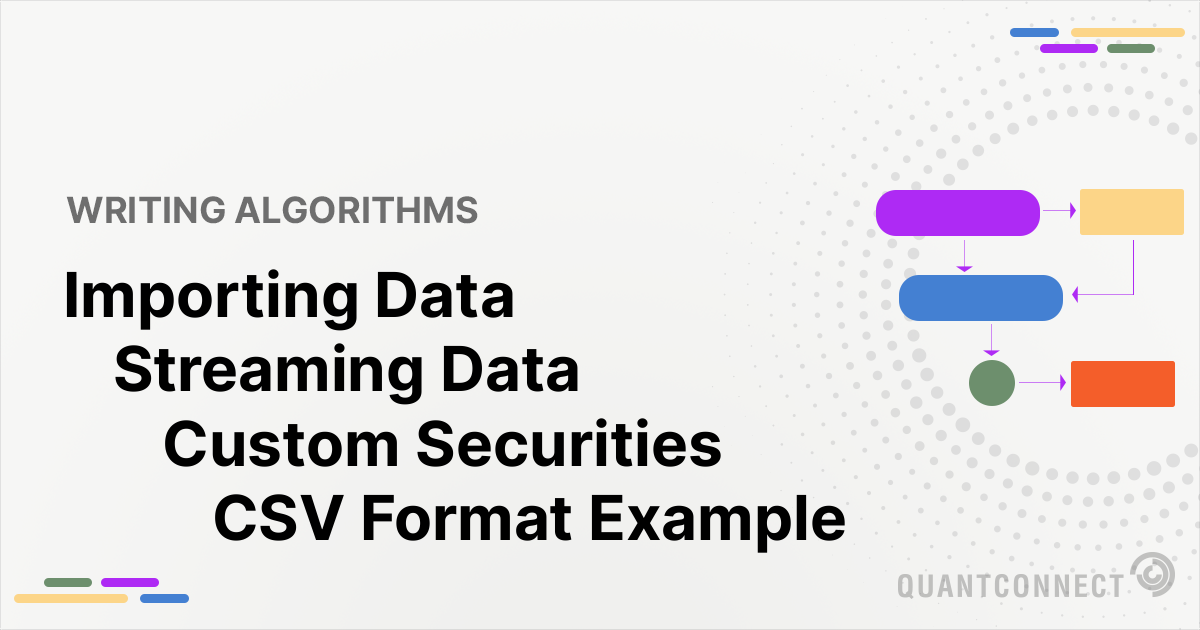 WRITING ALGORITHMS
Importing Data
Streaming Data
Custom Securities
CSV Format Example
QUANTCONNECT